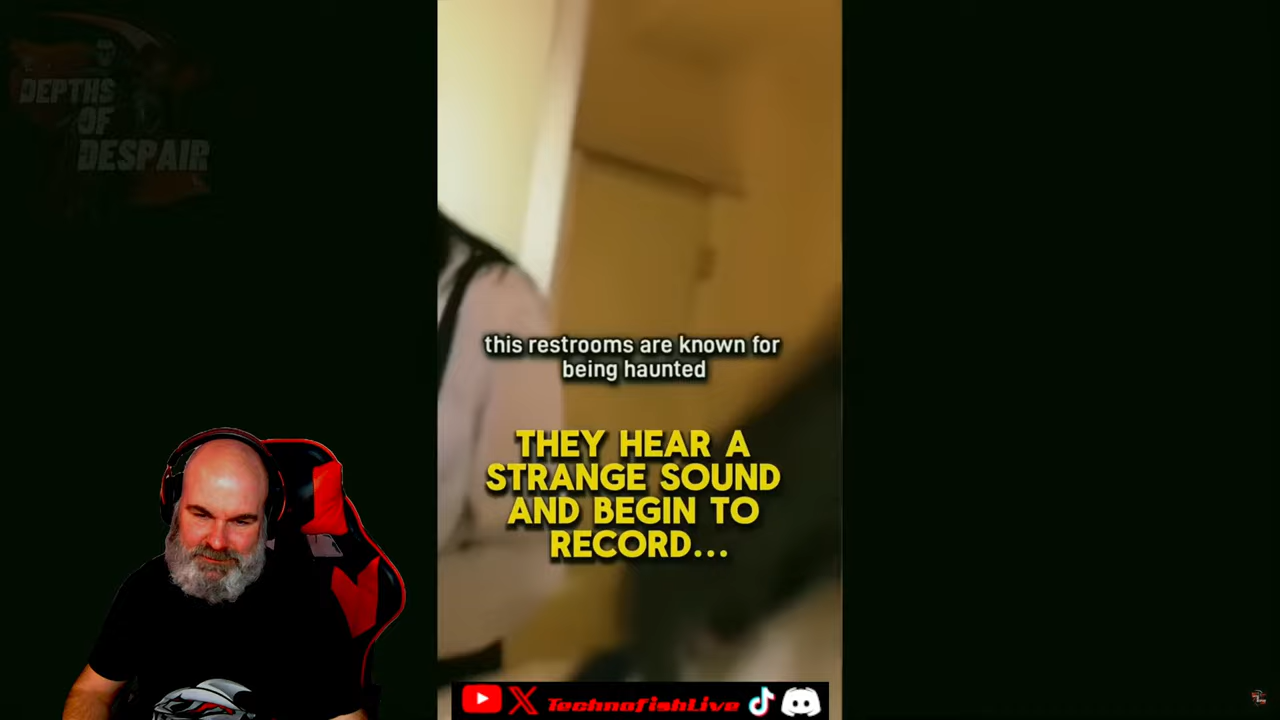 DEPTHS
OF
DESPAIR
this restrooms are known for
being haunted
THEY HEAR A
STRANGE SOUND
AND BEGIN TO
RECORD...
TechnofishLive